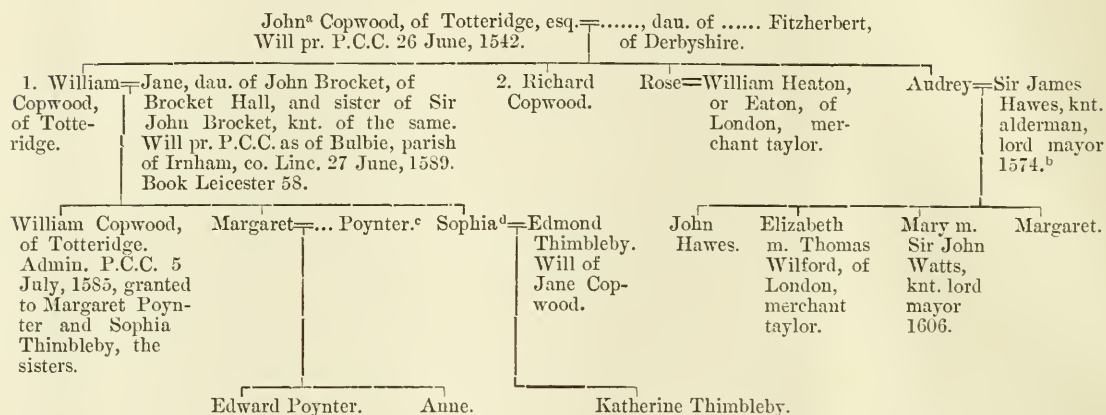 Johnᵃ Copwood, of Totteridge, esq.=......, dau. of ...... Fitzherbert,
Will pr. P.C.C. 26 June, 1542. of Derbyshire.
1. William=Jane, dau. of John Brocket, of
Copwood, Brocket Hall, and sister of Sir
of Totte- John Brocket, knt. of the same.
ridge. Will pr. P.C.C. as of Bulbie, parish
of Irnham, co. Linc. 27 June, 1589.
Book Leicester 58.
2. Richard
Copwood.
Rose=William Heaton,
or Eaton, of
London, mer-
chant taylor.
Audrey=Sir James
Hawes, knt.
alderman,
lord mayor
1574.ᵇ
William Copwood,
of Totteridge.
Admin. P.C.C. 5
July, 1585, granted
to Margaret Poyn-
ter and Sophia
Thimbleby, the
sisters.
Margaret=... Poynter.ᶜ
Sophiaᵈ=Edmond
Thimbleby.
Will of
Jane Cop-
wood.
John
Hawes.
Elizabeth
m. Thomas
Wilford, of
London,
merchant
taylor.
Mary m.
Sir John
Watts,
knt. lord
mayor
1606.
Margaret.
Edward Poynter. Anne. Katherine Thimbleby.